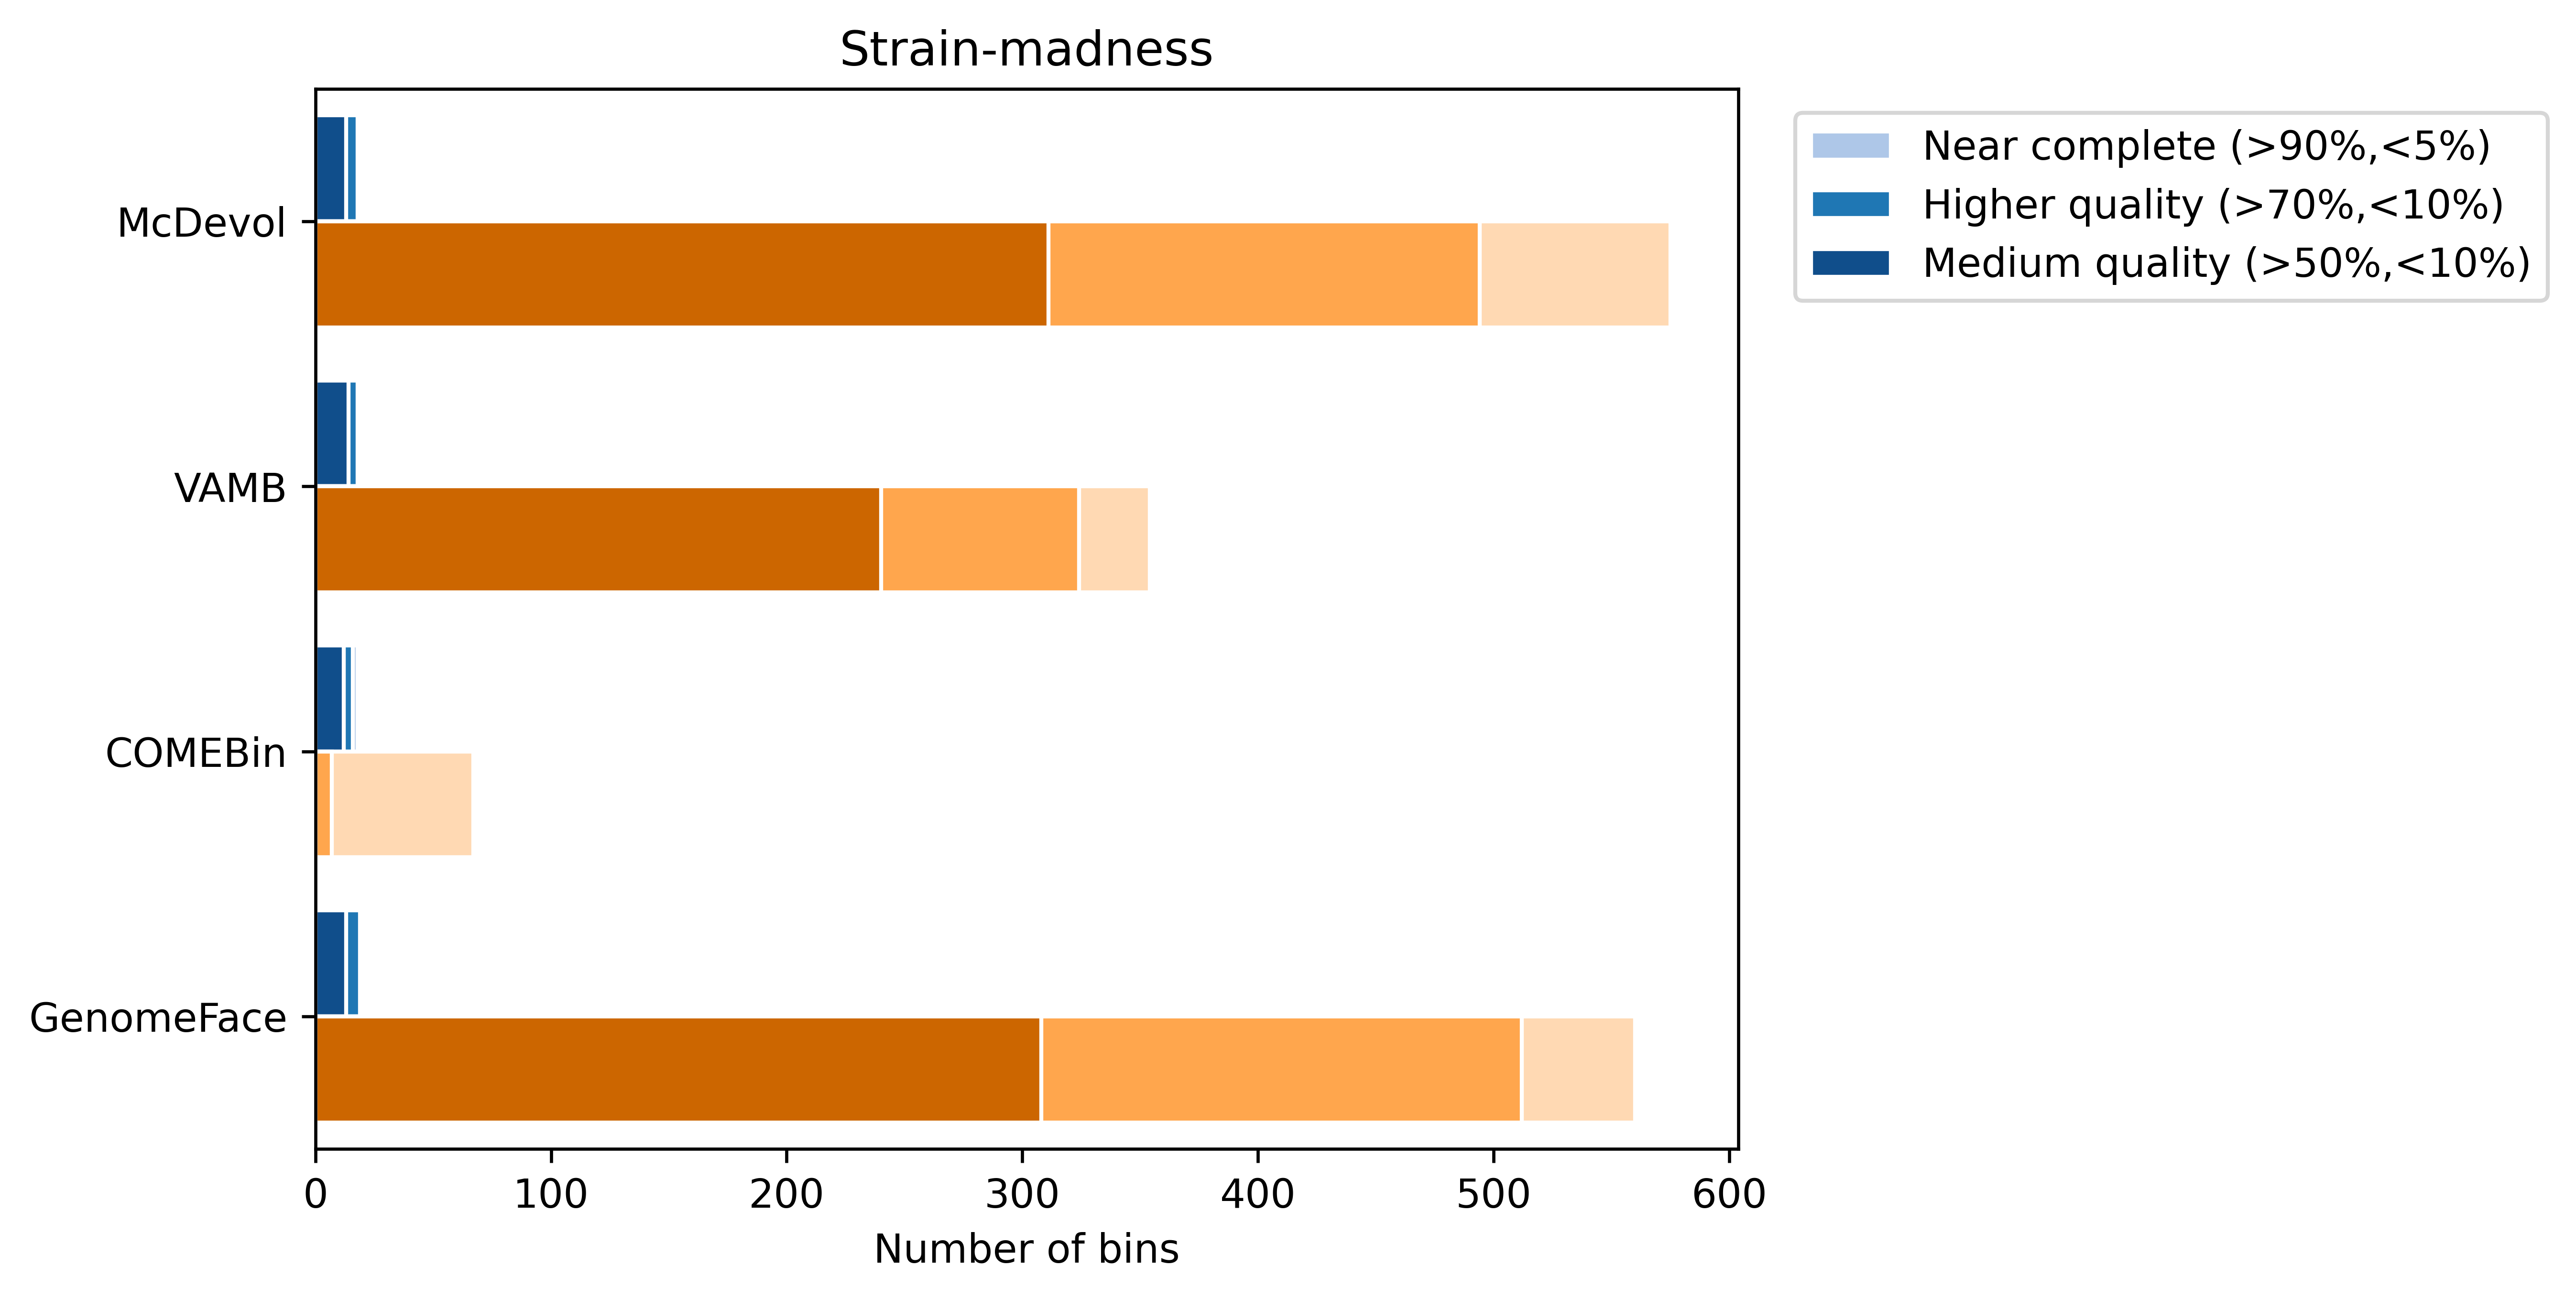 Strain-madness
Near complete (>90%,<5%)
Higher quality (>70%,<10%)
Medium quality (>50%,<10%)
McDevol
VAMB
COMEBin
GenomeFace
0 100 200 300 400 500 600
Number of bins